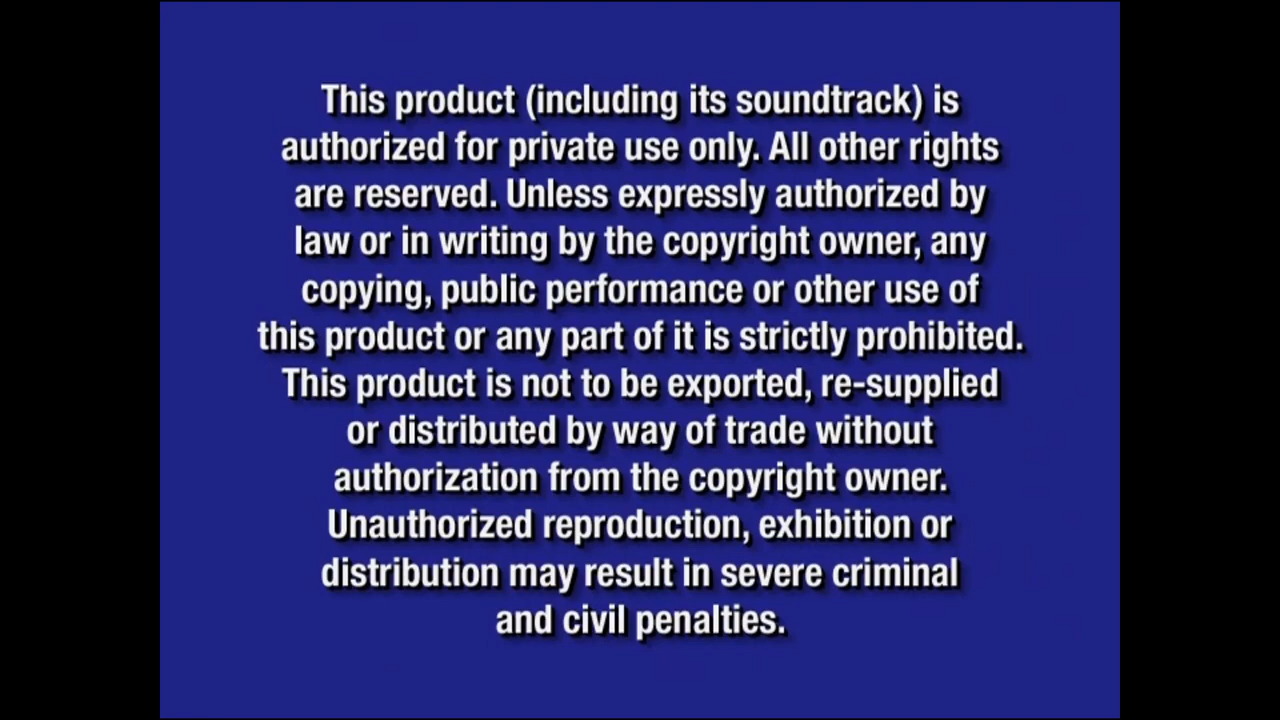 This product (including its soundtrack) is
authorized for private use only. All other rights
are reserved. Unless expressly authorized by
law or in writing by the copyright owner, any
copying, public performance or other use of
this product or any part of it is strictly prohibited.
This product is not to be exported, re-supplied
or distributed by way of trade without
authorization from the copyright owner.
Unauthorized reproduction, exhibition or
distribution may result in severe criminal
and civil penalties.